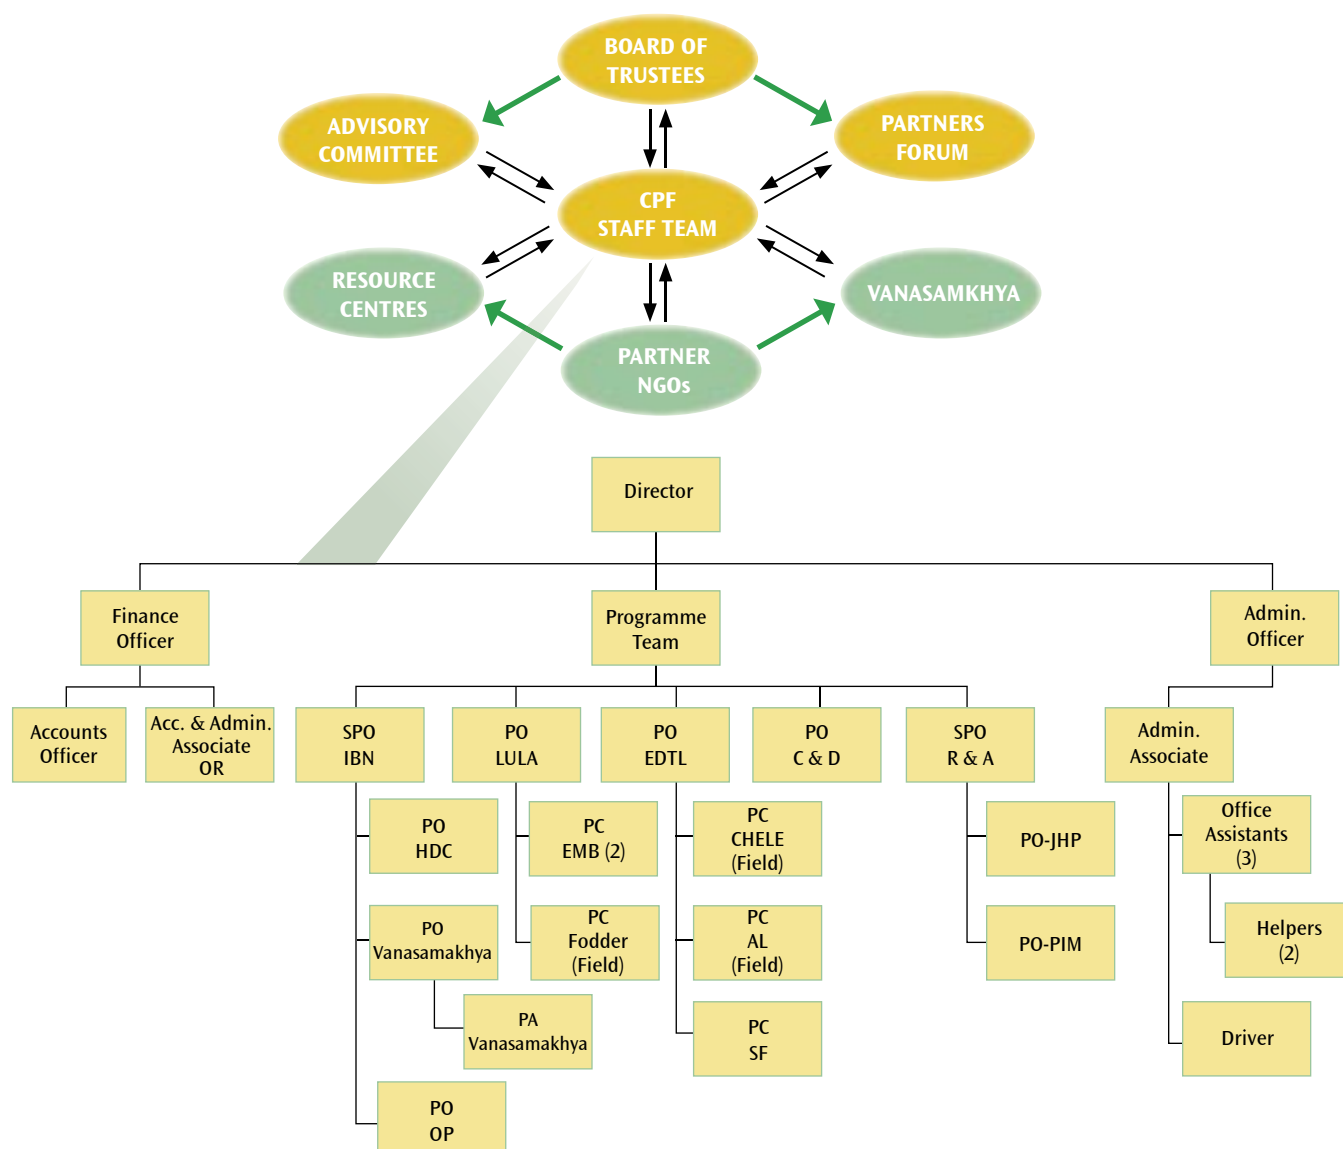 BOARD OF
TRUSTEES
ADVISORY
COMMITTEE
PARTNERS
FORUM
CPF
STAFF TEAM
RESOURCE
CENTRES
VANASAMKHYA
PARTNER
NGOs
Director
Finance
Officer
Programme
Team
Admin.
Officer
Accounts
Officer
Acc. & Admin.
Associate
OR
SPO
IBN
PO
LULA
PO
EDTL
PO
C & D
SPO
R & A
Admin.
Associate
PO
HDC
PC
EMB (2)
PC
CHELE
(Field)
PO-JHP
Office
Assistants
(3)
PO
Vanasamakhya
PC
Fodder
(Field)
PC
AL
(Field)
PO-PIM
Helpers
(2)
PA
Vanasamakhya
PC
SF
Driver
PO
OP